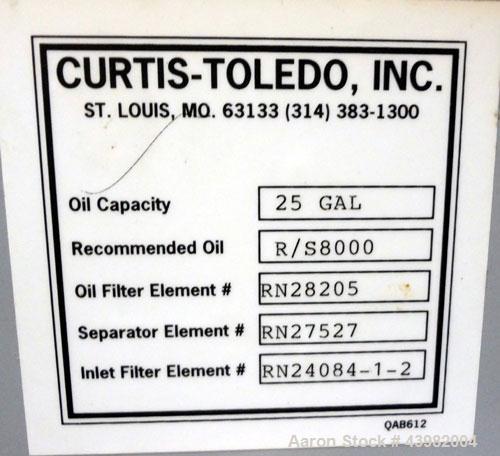 CURTIS-TOLEDO, INC.
ST. LOUIS, MO. 63133 (314) 383-1300
Oil Capacity 25 GAL
Recommended Oil R/S8000
Oil Filter Element # RN28205
Separator Element # RN27527
Inlet Filter Element # RN24084-1-2
QAB612
Aaron Stock # 43982004